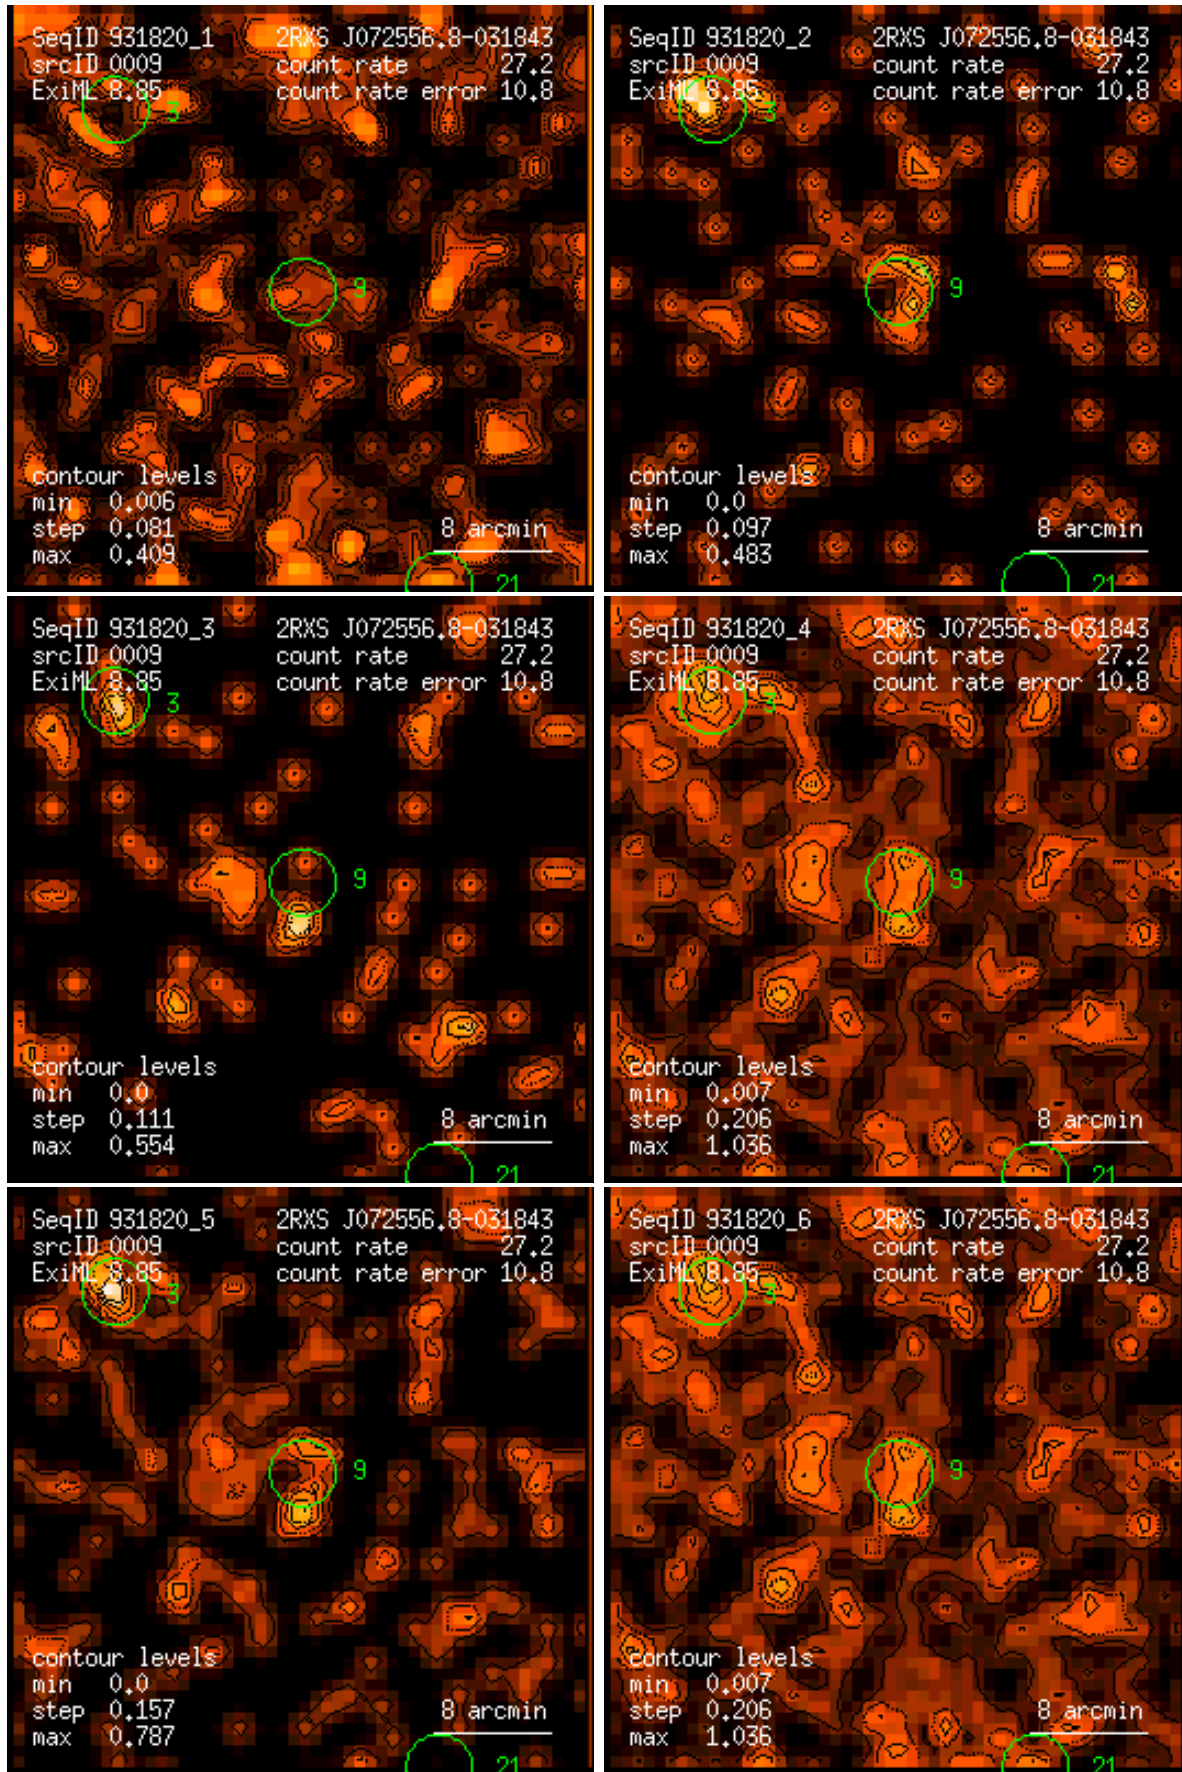 SeqID 931820_1 2RXS J072556.8-031843
srcID 0009 count rate 27.2
ExiML 8.85 count rate error 10.8
3
9
contour levels
min 0.006
step 0.081 8 arcmin
max 0.409
21
SeqID 931820_2 2RXS J072556.8-031843
srcID 0009 count rate 27.2
ExiML 8.85 count rate error 10.8
3
9
contour levels
min 0.0
step 0.097 8 arcmin
max 0.483
21
SeqID 931820_3 2RXS J072556.8-031843
srcID 0009 count rate 27.2
ExiML 8.85 count rate error 10.8
3
9
contour levels
min 0.0
step 0.111 8 arcmin
max 0.554
21
SeqID 931820_4 2RXS J072556.8-031843
srcID 0009 count rate 27.2
ExiML 8.85 count rate error 10.8
3
9
contour levels
min 0.007
step 0.206 8 arcmin
max 1.036
21
SeqID 931820_5 2RXS J072556.8-031843
srcID 0009 count rate 27.2
ExiML 8.85 count rate error 10.8
3
9
contour levels
min 0.0
step 0.157 8 arcmin
max 0.787
21
SeqID 931820_6 2RXS J072556.8-031843
srcID 0009 count rate 27.2
ExiML 8.85 count rate error 10.8
3
9
contour levels
min 0.007
step 0.206 8 arcmin
max 1.036
21